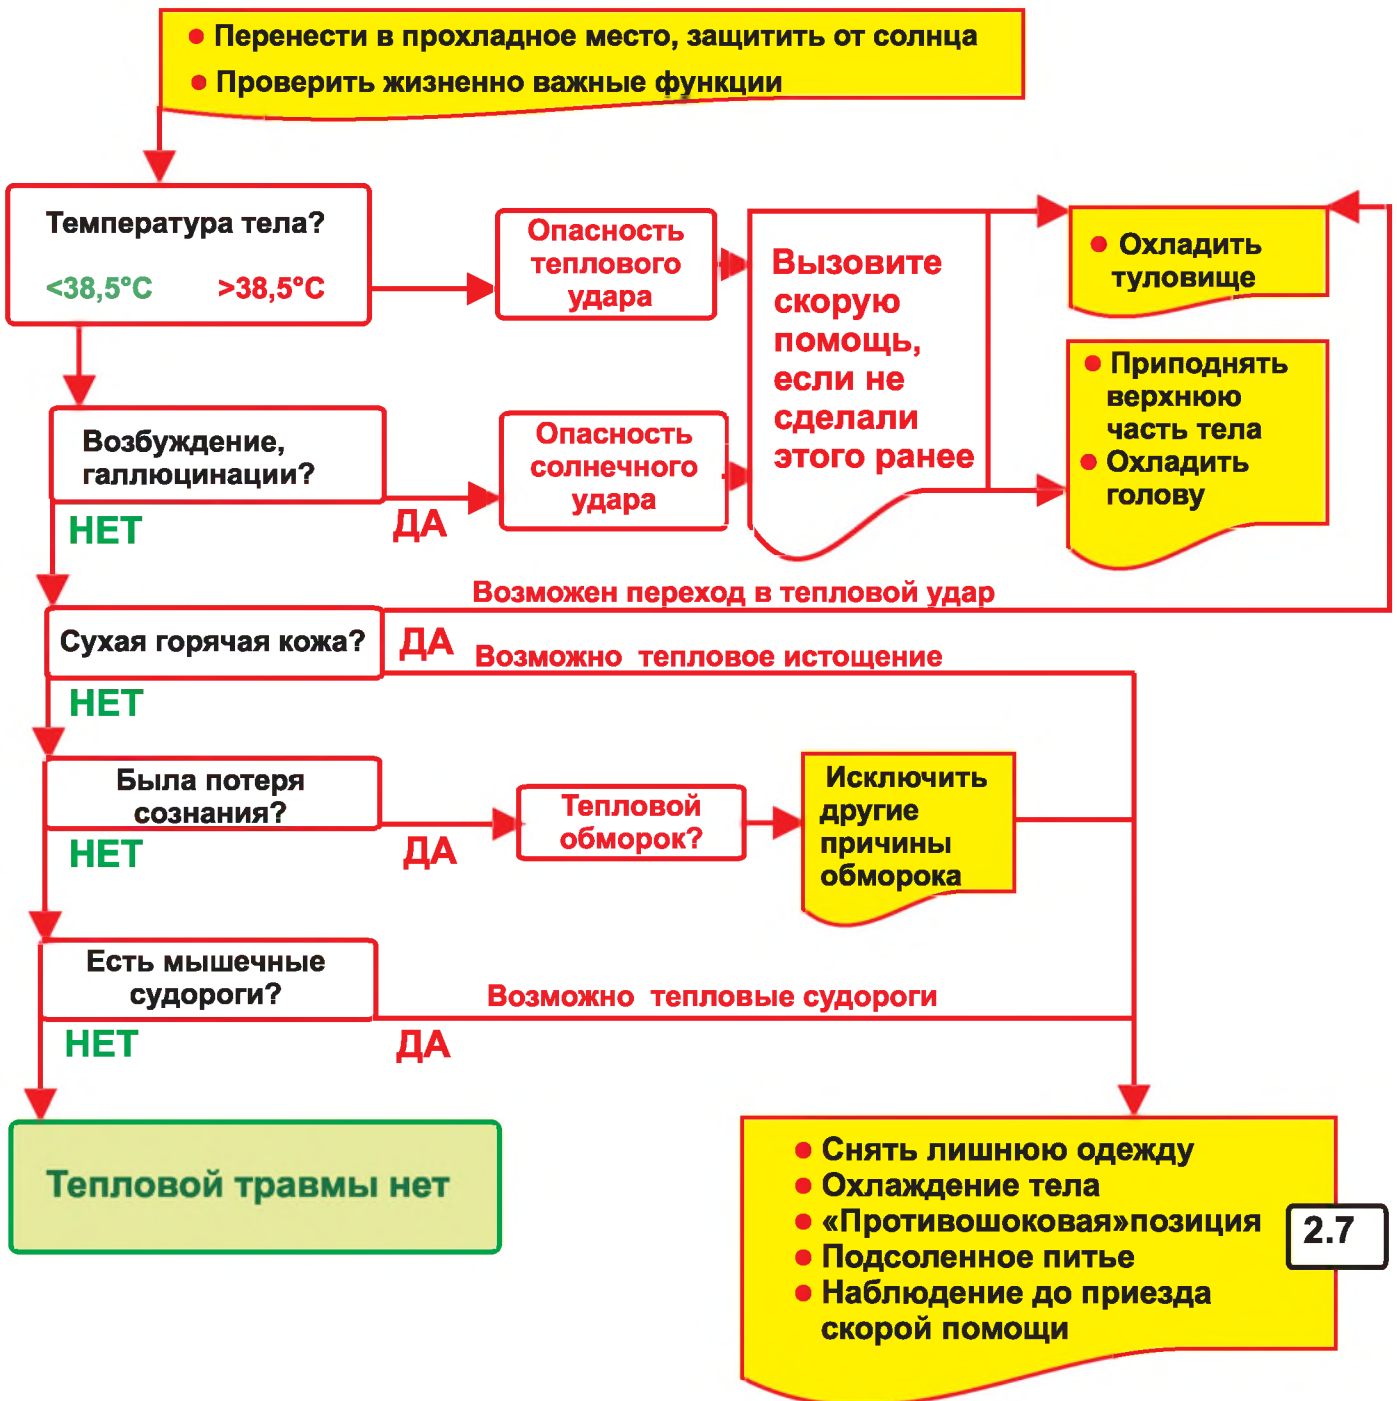 ● Перенести в прохладное место, защитить от солнца
● Проверить жизненно важные функции
Температура тела?
<38,5°C >38,5°C
Опасность
теплового
удара
Вызовите
скорую
помощь,
если не
сделали
этого ранее
● Охладить
туловище
● Приподнять
верхнюю
часть тела
● Охладить
голову
Возбуждение,
галлюцинации?
Опасность
солнечного
удара
НЕТ
ДА
Возможен переход в тепловой удар
Сухая горячая кожа?
ДА
Возможно тепловое истощение
НЕТ
Была потеря
сознания?
Тепловой
обморок?
Исключить
другие
причины
обморока
НЕТ
ДА
Есть мышечные
судороги?
Возможно тепловые судороги
НЕТ
ДА
Тепловой травмы нет
● Снять лишнюю одежду
● Охлаждение тела
● «Противошоковая»позиция
● Подсоленное питье
● Наблюдение до приезда
скорой помощи
2.7